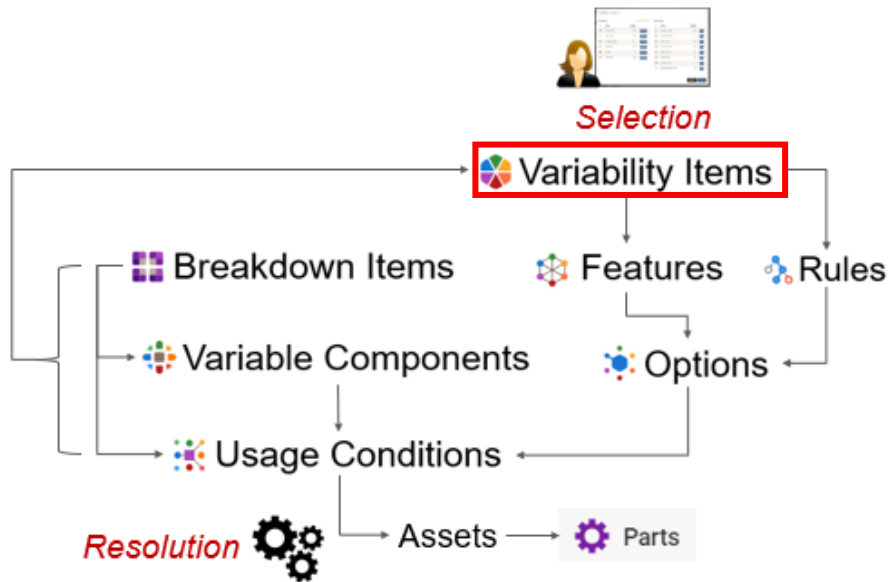 Selection
Variability Items
Breakdown Items
Features
Rules
Variable Components
Options
Usage Conditions
Resolution
Assets
Parts